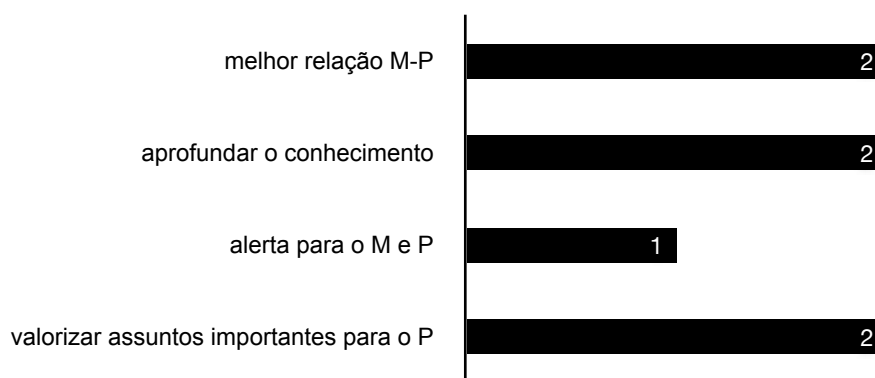 melhor relação M-P 2
aprofundar o conhecimento 2
alerta para o M e P 1
valorizar assuntos importantes para o P 2